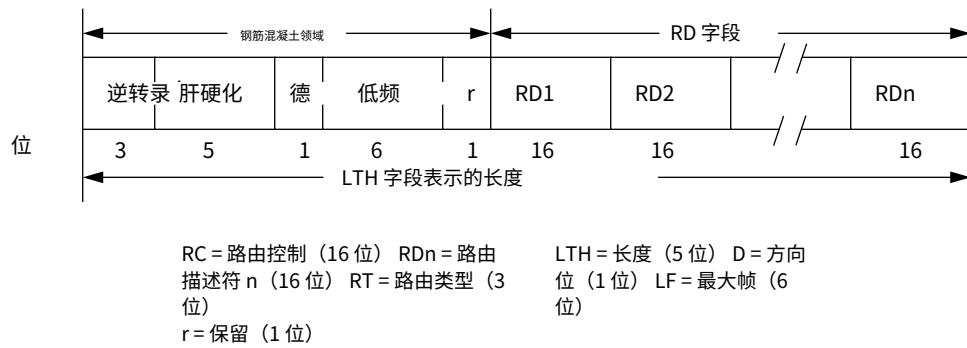 钢筋混凝土领域 RD 字段
逆转录 肝硬化 德 低频 r RD1 RD2 RDn
位 3 5 1 6 1 16 16 16
LTH 字段表示的长度
RC = 路由控制（16 位） RDn = 路由
描述符 n（16 位） RT = 路由类型（3
位）
r = 保留（1 位）
LTH = 长度（5 位） D = 方向
位（1 位） LF = 最大帧（6
位）